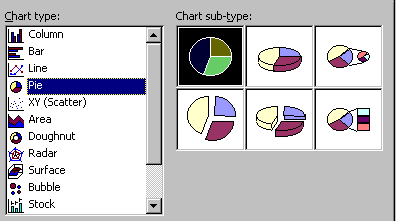 Chart type:
Column
Bar
Line
Pie
XY (Scatter)
Area
Doughnut
Radar
Surface
Bubble
Stock
Chart sub-type: